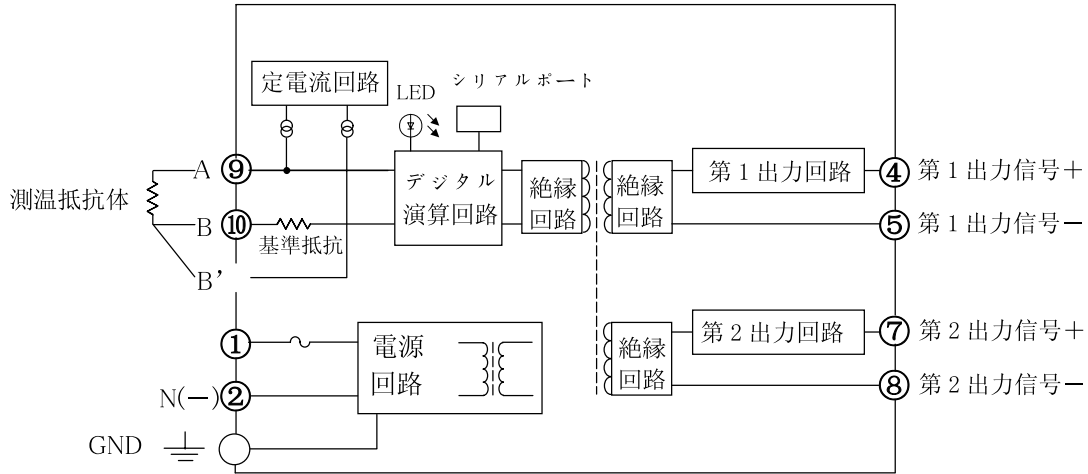 定電流回路
LED
シリアルポート
測温抵抗体
A
⑨
B
⑩
B’
基準抵抗
デジタル
演算回路
絶縁
回路
絶縁
回路
第1出力回路
④
第1出力信号＋
⑤
第1出力信号－
①
N(－)
②
GND
電源
回路
絶縁
回路
第2出力回路
⑦
第2出力信号＋
⑧
第2出力信号－